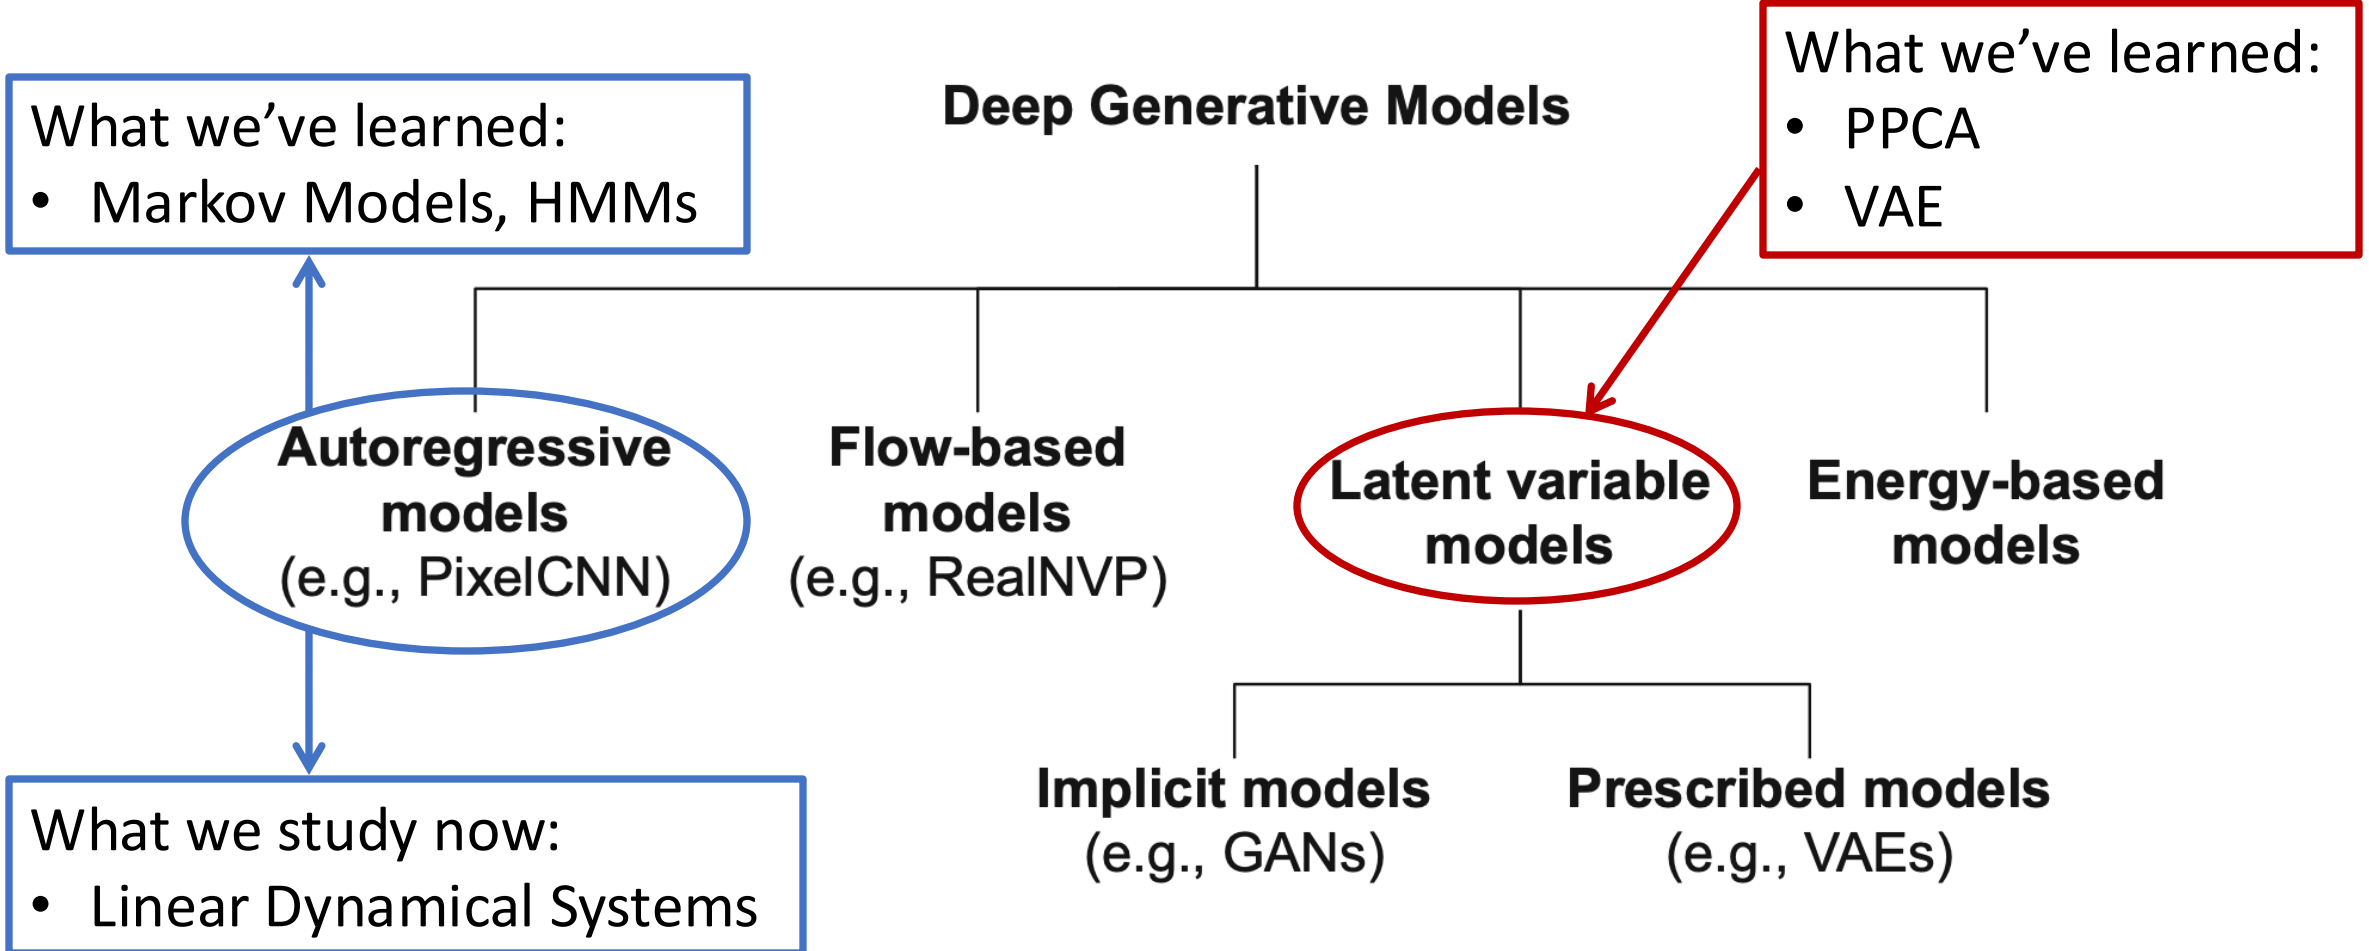 What we’ve learned:
• Markov Models, HMMs
Deep Generative Models
What we’ve learned:
• PPCA
• VAE
Autoregressive
models
(e.g., PixelCNN)
Flow-based
models
(e.g., RealNVP)
Latent variable
models
Energy-based
models
What we study now:
• Linear Dynamical Systems
Implicit models
(e.g., GANs)
Prescribed models
(e.g., VAEs)